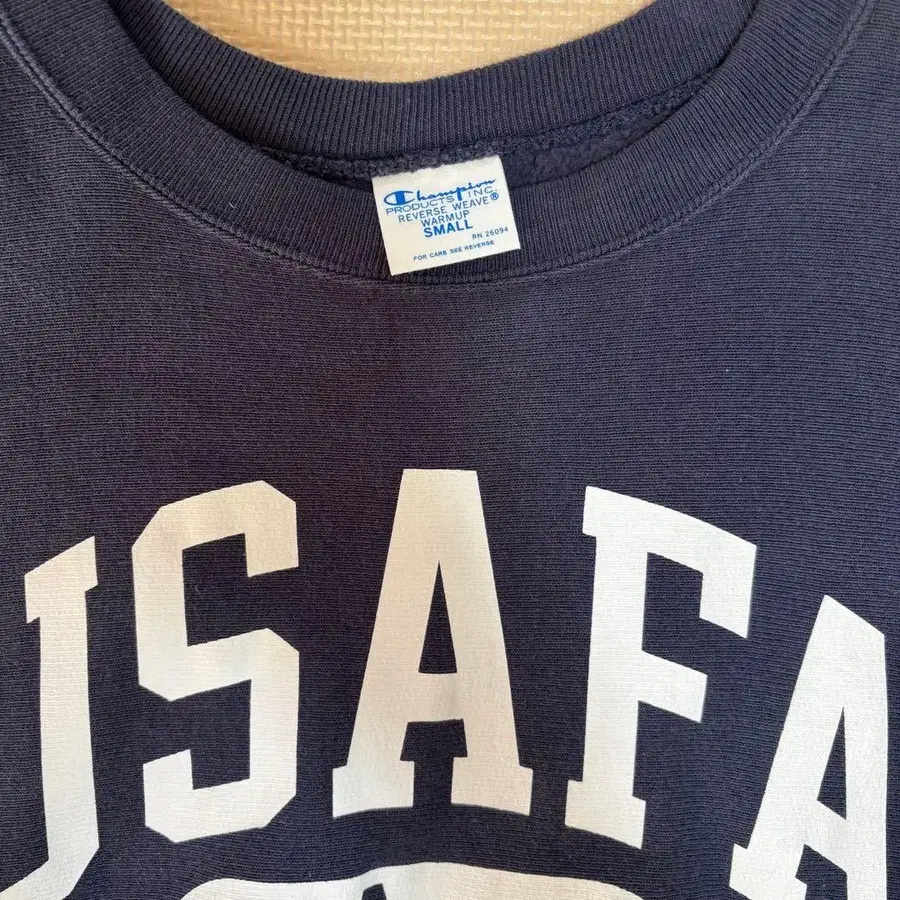 Champion
PRODUCTS INC.
REVERSE WEAVE®
WARMUP
SMALL
RN 26094
FOR CARE SEE REVERSE
USAFA